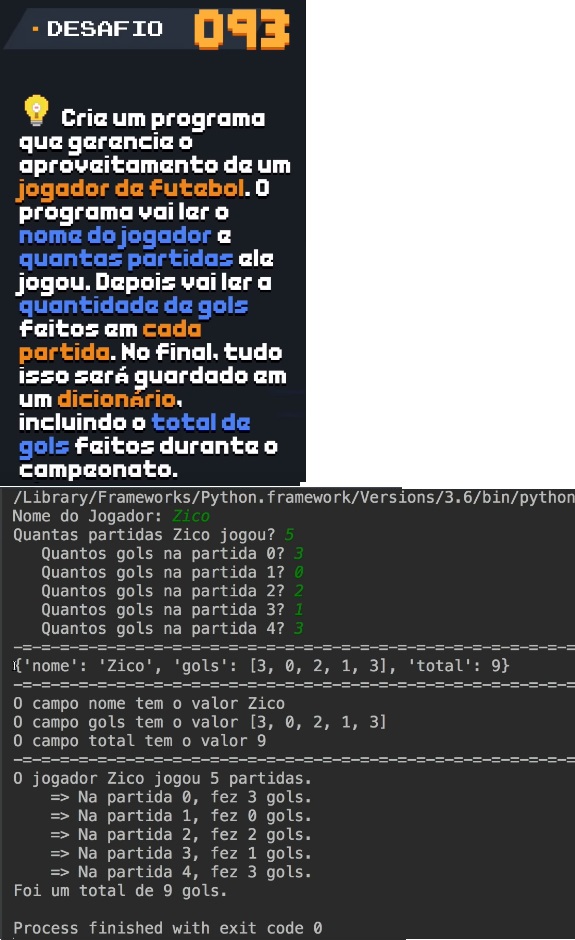 DESAFIO 093
Crie um programa
que gerencie o
aproveitamento de um
jogador de futebol. O
programa vai ler o
nome do jogador e
quantas partidas ele
jogou. Depois vai ler a
quantidade de gols
feitos em cada
partida. No final, tudo
isso será guardado em
um dicionário,
incluindo o total de
gols feitos durante o
campeonato.
/Library/Frameworks/Python.framework/Versions/3.6/bin/python
Nome do Jogador: Zico
Quantas partidas Zico jogou? 5
Quantos gols na partida 0? 3
Quantos gols na partida 1? 0
Quantos gols na partida 2? 2
Quantos gols na partida 3? 1
Quantos gols na partida 4? 3
-=-=-=-=-=-=-=-=-=-=-=-=-=-=-=-=-=-=-=-=-=-=-=-=-=-=-=-=-=-=
{'nome': 'Zico', 'gols': [3, 0, 2, 1, 3], 'total': 9}
-=-=-=-=-=-=-=-=-=-=-=-=-=-=-=-=-=-=-=-=-=-=-=-=-=-=-=-=-=-=
O campo nome tem o valor Zico
O campo gols tem o valor [3, 0, 2, 1, 3]
O campo total tem o valor 9
-=-=-=-=-=-=-=-=-=-=-=-=-=-=-=-=-=-=-=-=-=-=-=-=-=-=-=-=-=-=
O jogador Zico jogou 5 partidas.
=> Na partida 0, fez 3 gols.
=> Na partida 1, fez 0 gols.
=> Na partida 2, fez 2 gols.
=> Na partida 3, fez 1 gols.
=> Na partida 4, fez 3 gols.
Foi um total de 9 gols.
Process finished with exit code 0